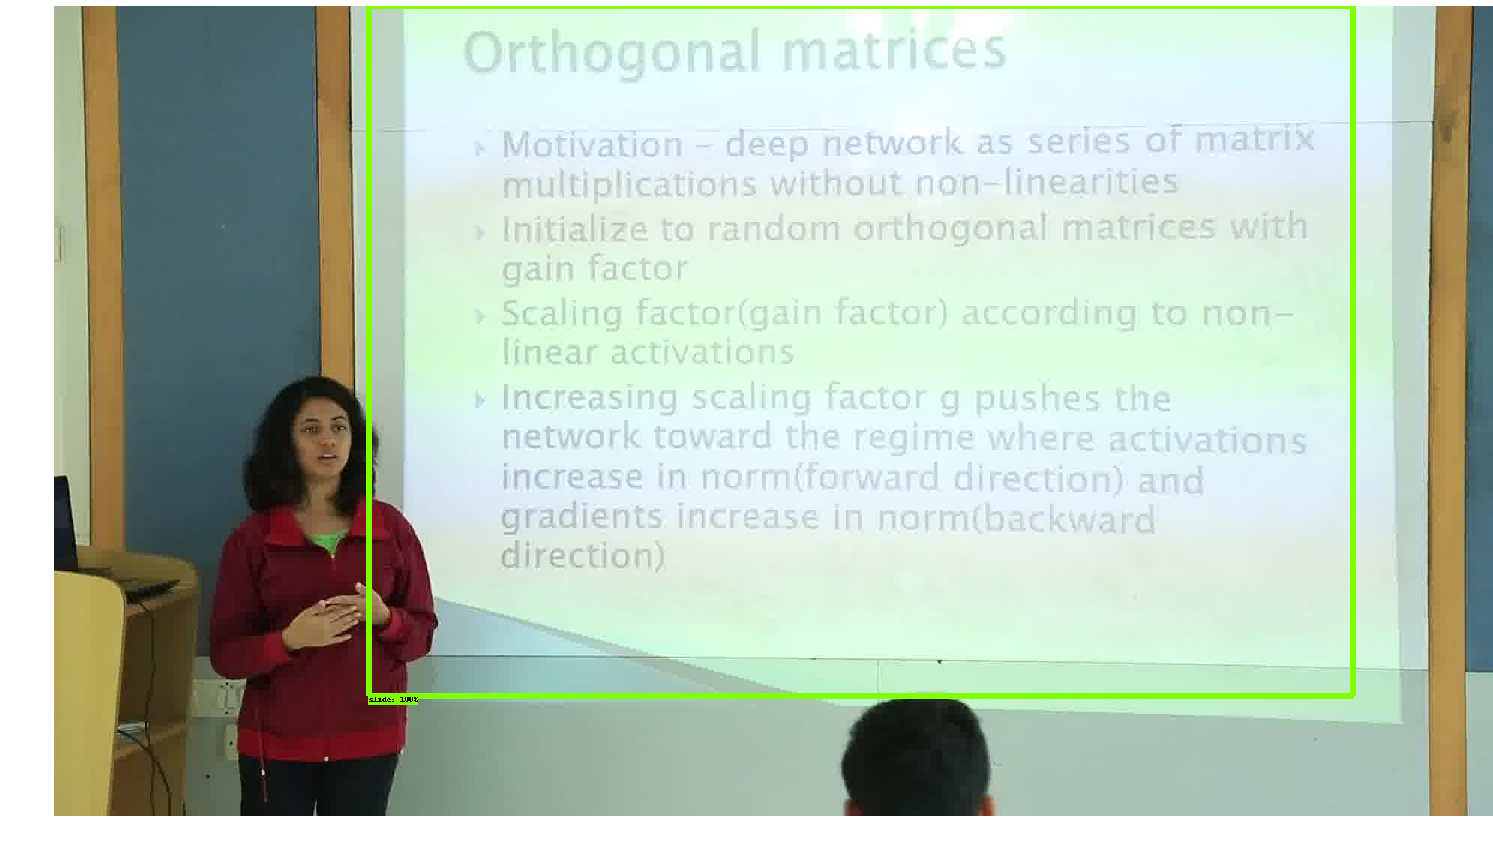 Orthogonal matrices
Motivation – deep network as series of matrix
multiplications without non-linearities
Initialize to random orthogonal matrices with
gain factor
Scaling factor(gain factor) according to non-
linear activations
Increasing scaling factor g pushes the
network toward the regime where activations
increase in norm(forward direction) and
gradients increase in norm(backward
direction)
slide: 100%